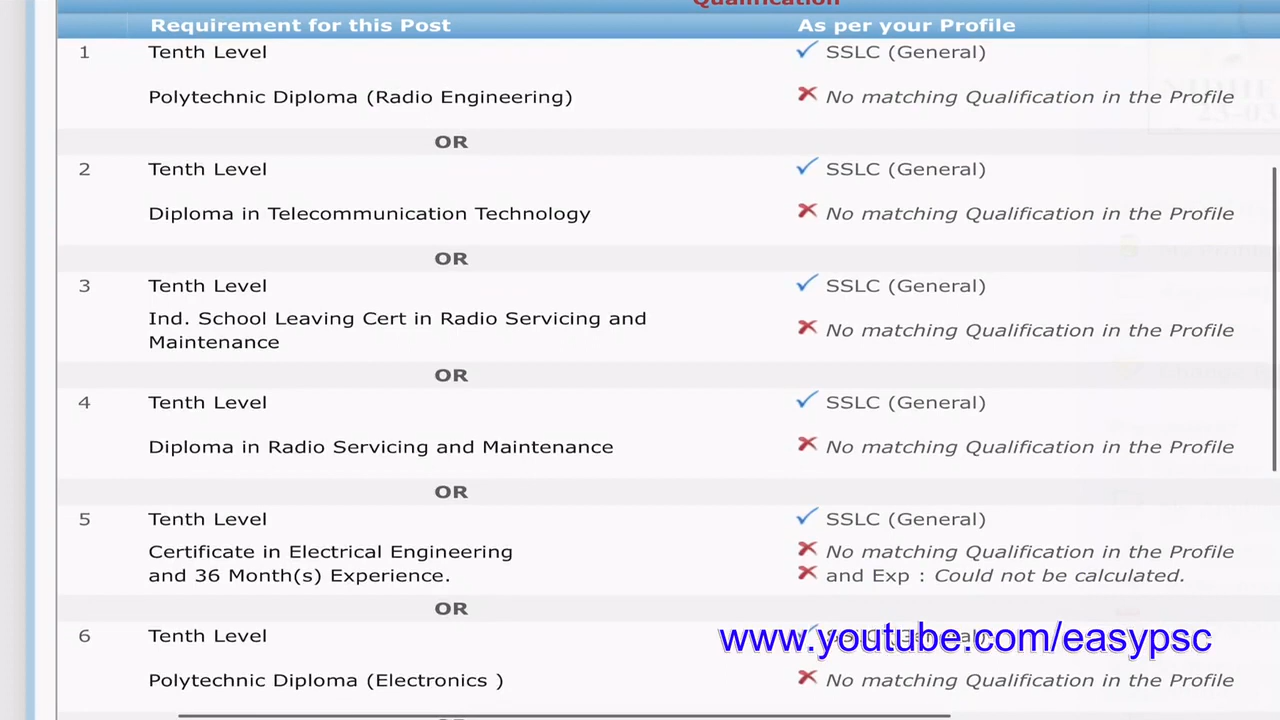 Qualification
Requirement for this Post As per your Profile
1 Tenth Level SSLC (General)
Polytechnic Diploma (Radio Engineering) No matching Qualification in the Profile
OR
2 Tenth Level SSLC (General)
Diploma in Telecommunication Technology No matching Qualification in the Profile
OR
3 Tenth Level SSLC (General)
Ind. School Leaving Cert in Radio Servicing and
Maintenance No matching Qualification in the Profile
OR
4 Tenth Level SSLC (General)
Diploma in Radio Servicing and Maintenance No matching Qualification in the Profile
OR
5 Tenth Level SSLC (General)
Certificate in Electrical Engineering No matching Qualification in the Profile
and 36 Month(s) Experience. and Exp : Could not be calculated.
OR
6 Tenth Level SSLC (General)
www.youtube.com/easypsc
Polytechnic Diploma (Electronics ) No matching Qualification in the Profile
OR